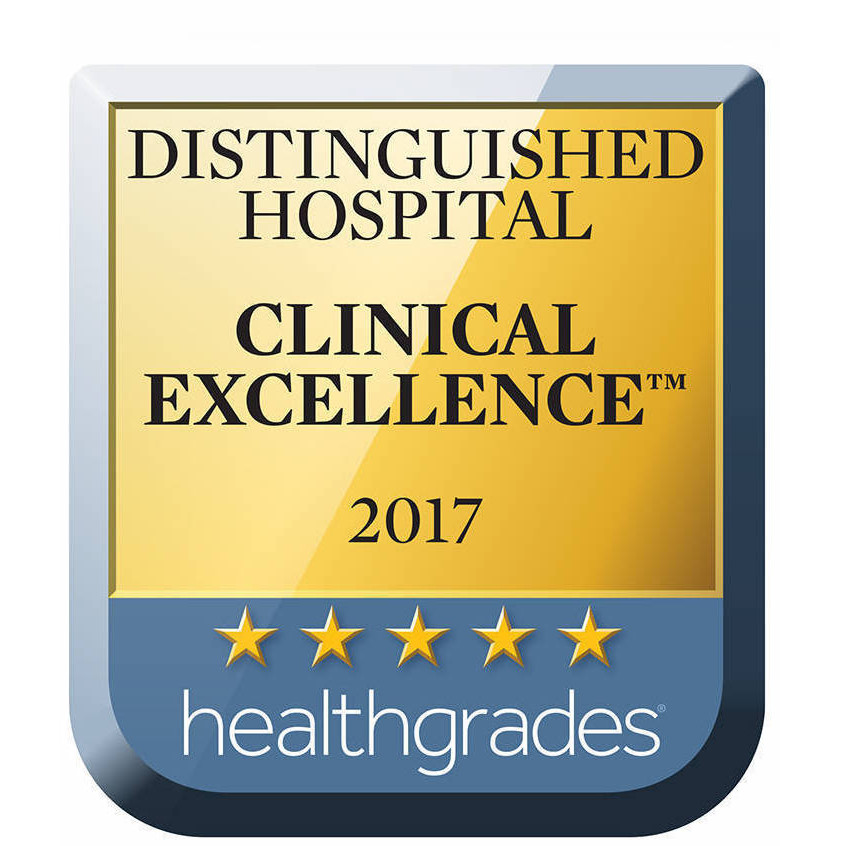 DISTINGUISHED
HOSPITAL
CLINICAL
EXCELLENCE™
2017
healthgrades®